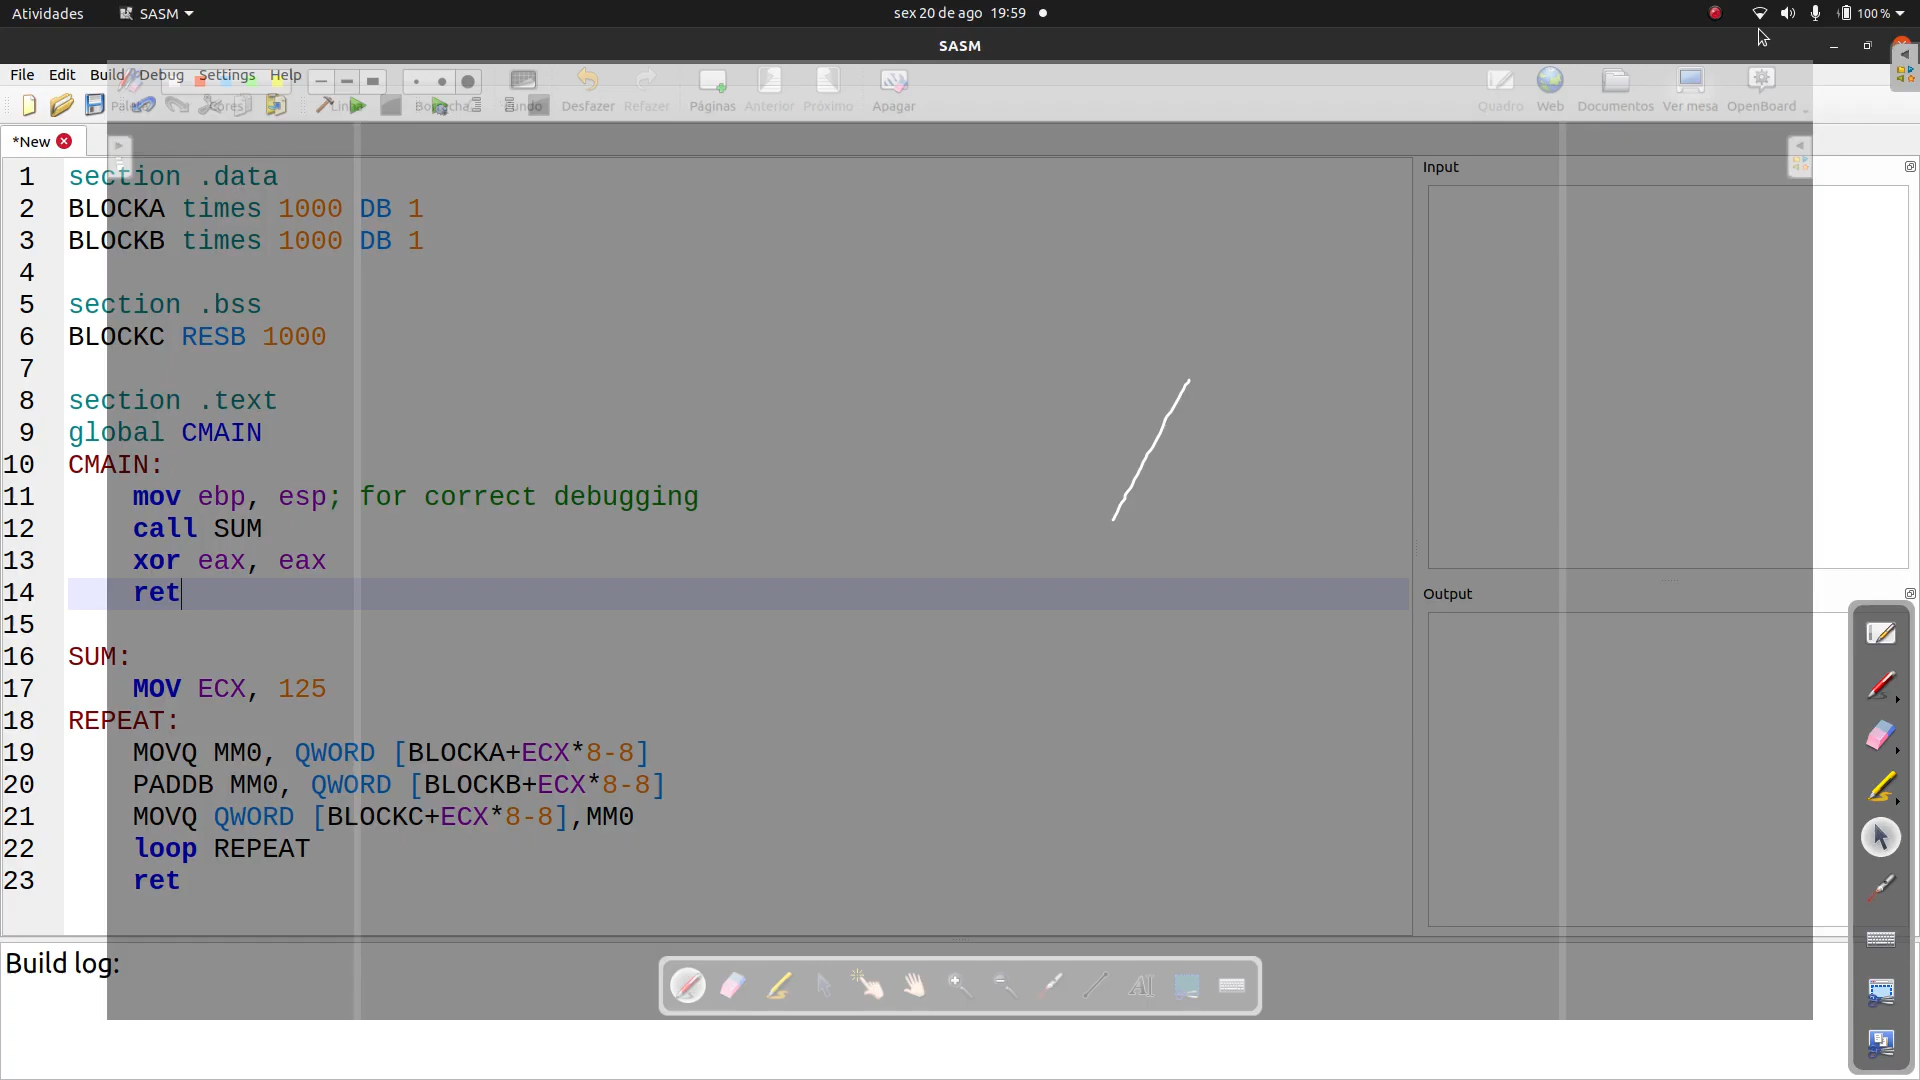 Atividades SASM sex 20 de ago 19:59 100 %
SASM
File Edit Build Debug Settings Help
Desfazer Refazer Páginas Anterior Próximo Apagar Quadro Web Documentos Ver mesa OpenBoard
*New
Input
1 section .data
2 BLOCKA times 1000 DB 1
3 BLOCKB times 1000 DB 1
4
5 section .bss
6 BLOCKC RESB 1000
7
8 section .text
9 global CMAIN
10 CMAIN:
11 mov ebp, esp; for correct debugging
12 call SUM
13 xor eax, eax
14 ret
Output
15
16 SUM:
17 MOV ECX, 125
18 REPEAT:
19 MOVQ MM0, QWORD [BLOCKA+ECX*8-8]
20 PADDB MM0, QWORD [BLOCKB+ECX*8-8]
21 MOVQ QWORD [BLOCKC+ECX*8-8],MM0
22 loop REPEAT
23 ret
Build log: